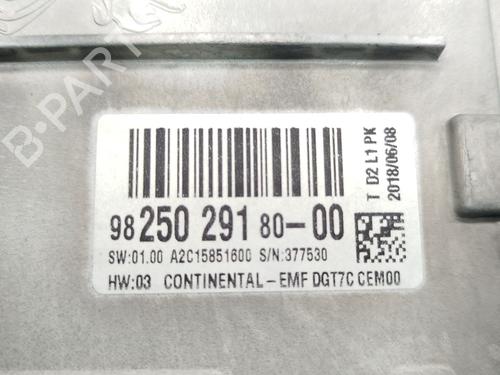 98 250 291 80-00
SW:01.00 A2C15851600 S/N:377530
HW:03 CONTINENTAL-EMF DGT7C CEM00
T D2 L1 PK
2018/06/08
B-PARTS